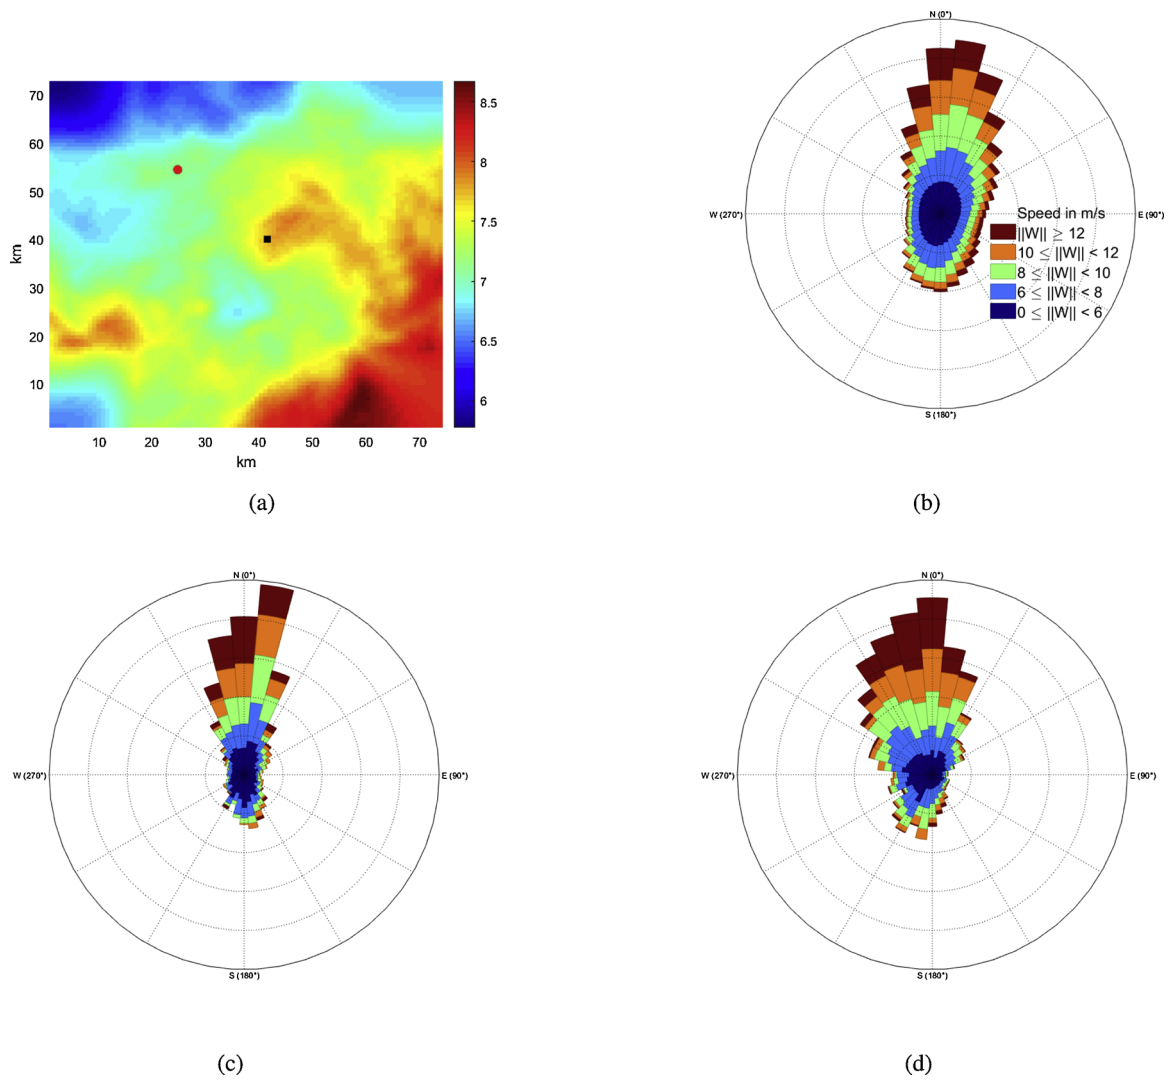 (a)
km
70
60
50
40
30
20
10
10
20
30
40
50
60
70
km
8.5
8
7.5
7
6.5
6
(b)
N (0°)
W (270°)
E (90°)
S (180°)
Speed in m/s
||W|| ≥ 12
10 ≤ ||W|| < 12
8 ≤ ||W|| < 10
6 ≤ ||W|| < 8
0 ≤ ||W|| < 6
(c)
N (0°)
W (270°)
E (90°)
S (180°)
(d)
N (0°)
W (270°)
E (90°)
S (180°)